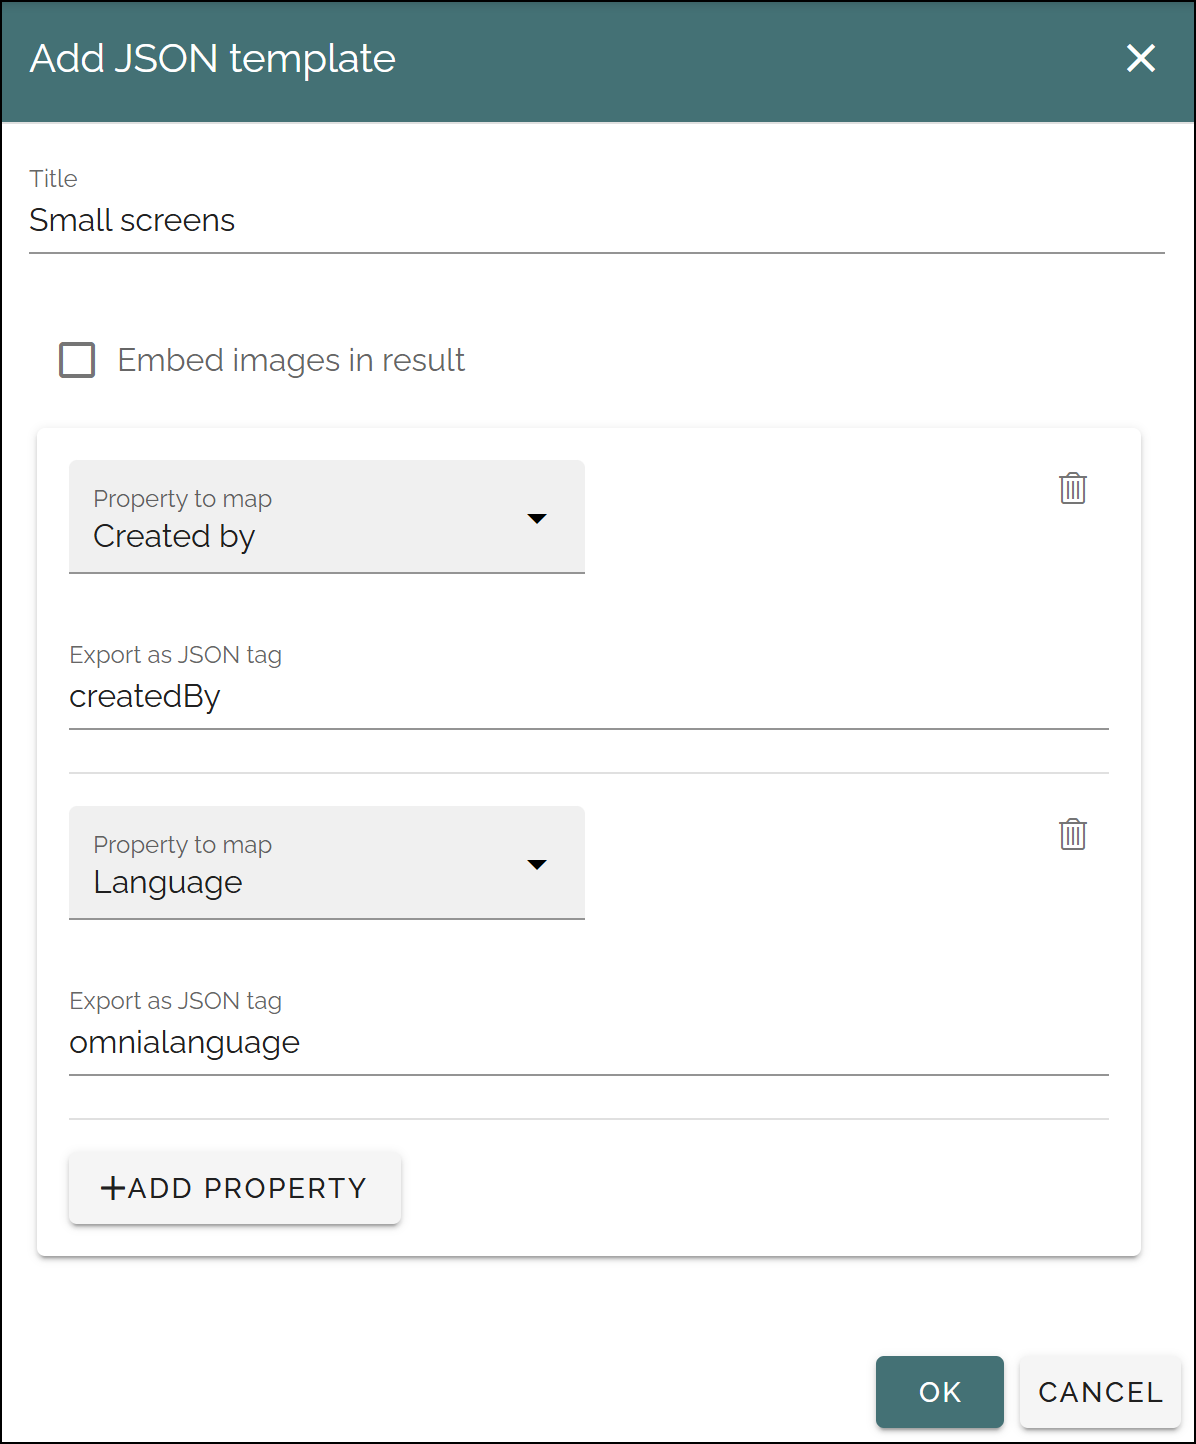 Add JSON template
Title
Small screens
Embed images in result
Property to map
Created by
Export as JSON tag
createdBy
Property to map
Language
Export as JSON tag
omnialanguage
+ADD PROPERTY
OK CANCEL